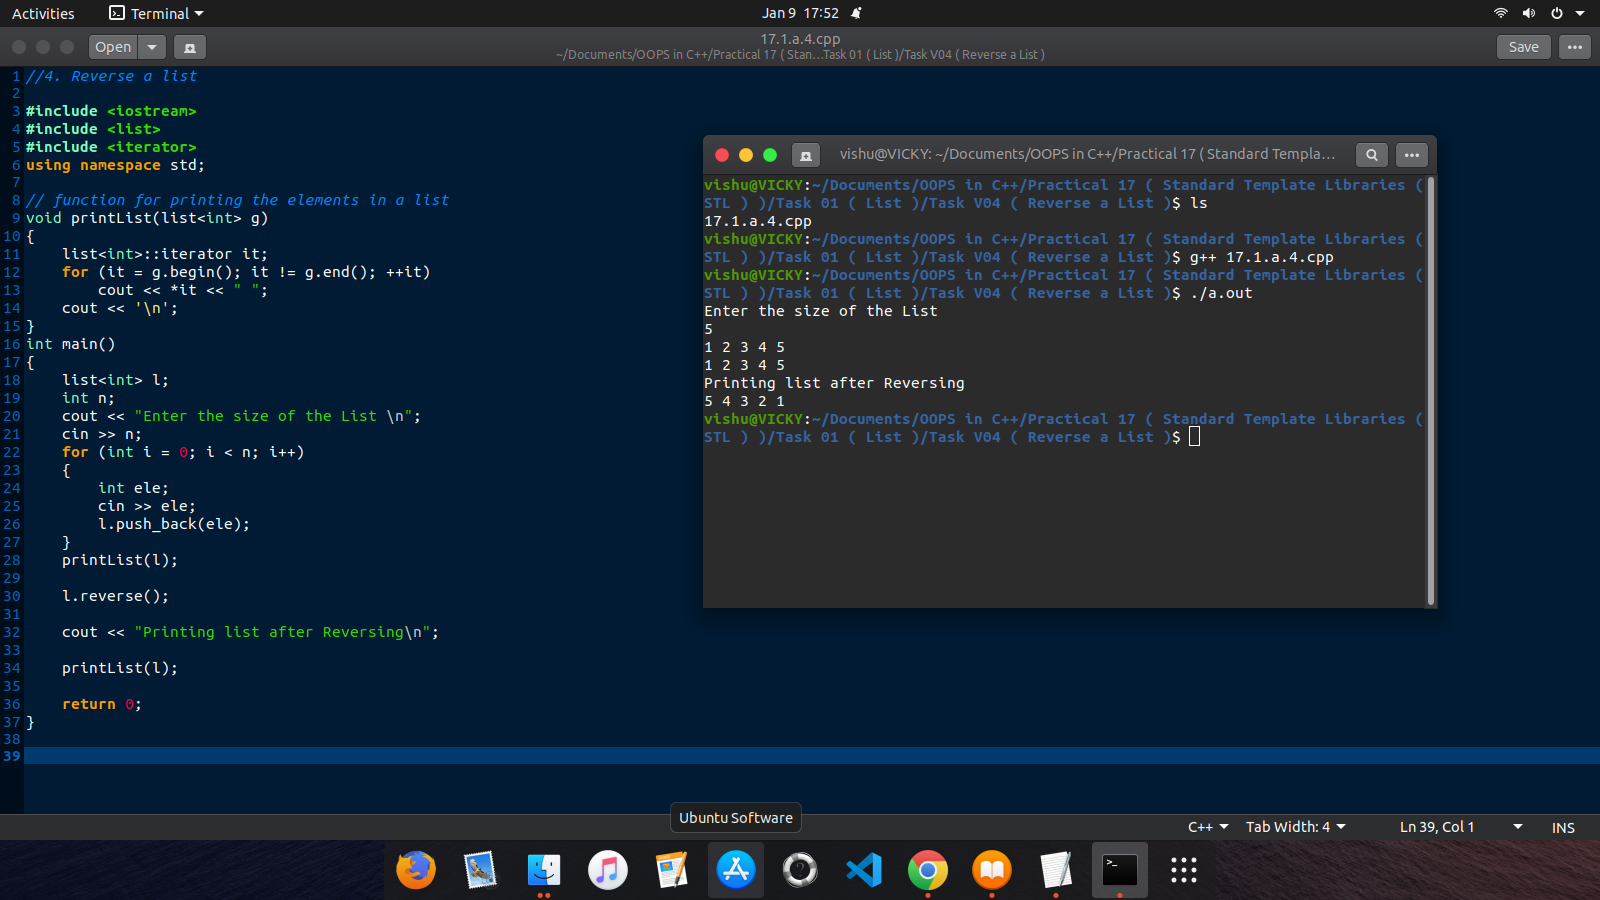 Activities Terminal Jan 9 17:52
Open 17.1.a.4.cpp Save
~/Documents/OOPS in C++/Practical 17 ( Stan...Task 01 ( List )/Task V04 ( Reverse a List )
1 //4. Reverse a list
2
3 #include <iostream>
4 #include <list>
5 #include <iterator>
6 using namespace std;
7
8 // function for printing the elements in a list
9 void printList(list<int> g)
10 {
11     list<int>::iterator it;
12     for (it = g.begin(); it != g.end(); ++it)
13         cout << *it << " ";
14     cout << '\n';
15 }
16 int main()
17 {
18     list<int> l;
19     int n;
20     cout << "Enter the size of the List \n";
21     cin >> n;
22     for (int i = 0; i < n; i++)
23     {
24         int ele;
25         cin >> ele;
26         l.push_back(ele);
27     }
28     printList(l);
29
30     l.reverse();
31
32     cout << "Printing list after Reversing\n";
33
34     printList(l);
35
36     return 0;
37 }
38
39
vishu@VICKY: ~/Documents/OOPS in C++/Practical 17 ( Standard Templa...
vishu@VICKY:~/Documents/OOPS in C++/Practical 17 ( Standard Template Libraries (
STL ) )/Task 01 ( List )/Task V04 ( Reverse a List )$ ls
17.1.a.4.cpp
vishu@VICKY:~/Documents/OOPS in C++/Practical 17 ( Standard Template Libraries (
STL ) )/Task 01 ( List )/Task V04 ( Reverse a List )$ g++ 17.1.a.4.cpp
vishu@VICKY:~/Documents/OOPS in C++/Practical 17 ( Standard Template Libraries (
STL ) )/Task 01 ( List )/Task V04 ( Reverse a List )$ ./a.out
Enter the size of the List
5
1 2 3 4 5
1 2 3 4 5
Printing list after Reversing
5 4 3 2 1
vishu@VICKY:~/Documents/OOPS in C++/Practical 17 ( Standard Template Libraries (
STL ) )/Task 01 ( List )/Task V04 ( Reverse a List )$
Ubuntu Software
C++ Tab Width: 4 Ln 39, Col 1 INS